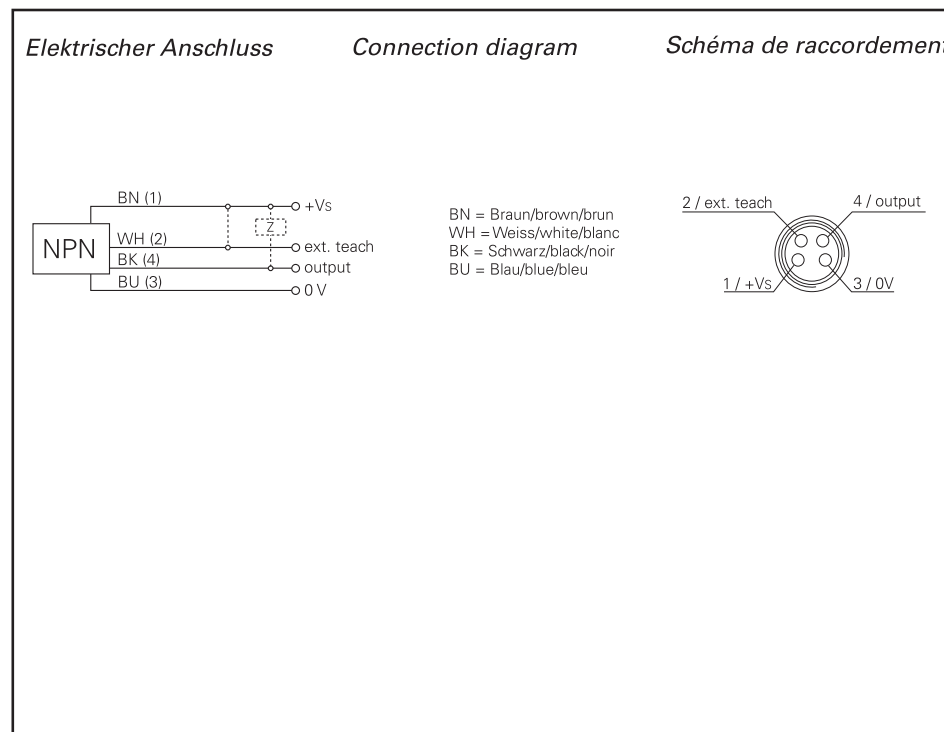 Elektrischer Anschluss
Connection diagram
Schéma de raccordement
BN (1)
+Vs
Z
NPN
WH (2)
ext. teach
BK (4)
output
BU (3)
0 V
BN = Braun/brown/brun
WH = Weiss/white/blanc
BK = Schwarz/black/noir
BU = Blau/blue/bleu
2 / ext. teach
4 / output
1 / +Vs
3 / 0V